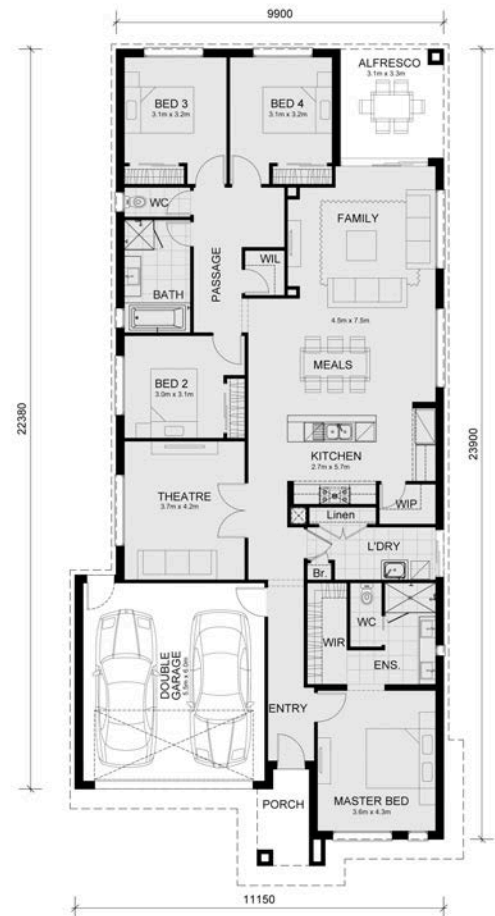 9900
ALFRESCO
3.1m x 3.3m
BED 3
3.1m x 3.2m
BED 4
3.1m x 3.2m
WC
FAMILY
PASSAGE
WIL
BATH
4.5m x 7.5m
MEALS
BED 2
3.0m x 3.1m
22380
23900
KITCHEN
2.7m x 5.7m
THEATRE
3.7m x 4.2m
WIP
Linen
L'DRY
Br.
WC
WIR
ENS.
DOUBLE
GARAGE
5.5m x 6.0m
ENTRY
PORCH
MASTER BED
3.6m x 4.3m
11150